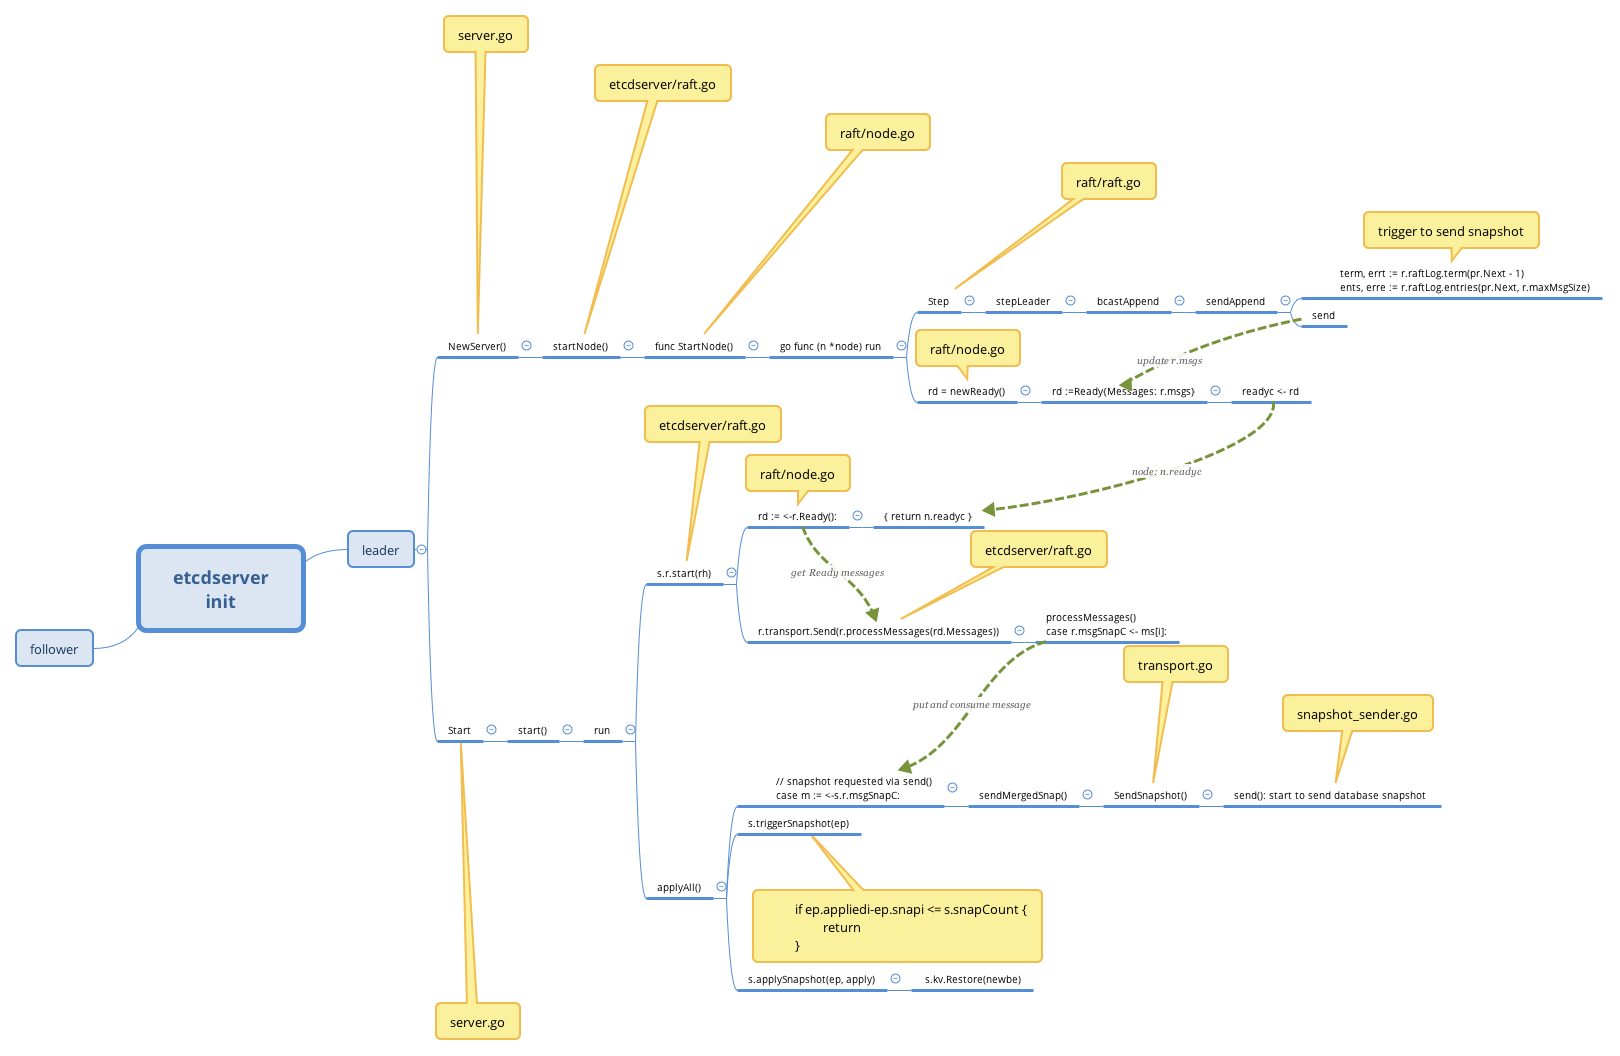 server.go
etcdserver/raft.go
raft/node.go
raft/raft.go
trigger to send snapshot
term, errt := r.raftLog.term(pr.Next - 1)
ents, erre := r.raftLog.entries(pr.Next, r.maxMsgSize)
Step
stepLeader
bcastAppend
sendAppend
send
NewServer()
startNode()
func StartNode()
go func (n *node) run
raft/node.go
update r.msgs
rd = newReady()
rd :=Ready{Messages: r.msgs}
readyc <- rd
etcdserver/raft.go
raft/node.go
node: n.readyc
rd := <-r.Ready():
{ return n.readyc }
etcdserver/raft.go
leader
etcdserver
init
follower
s.r.start(rh)
get Ready messages
r.transport.Send(r.processMessages(rd.Messages))
processMessages()
case r.msgSnapC <- ms[i]:
transport.go
put and consume message
snapshot_sender.go
Start
start()
run
// snapshot requested via send()
case m := <-s.r.msgSnapC:
sendMergedSnap()
SendSnapshot()
send(): start to send database snapshot
s.triggerSnapshot(ep)
applyAll()
if ep.appliedi-ep.snapi <= s.snapCount {
return
}
s.applySnapshot(ep, apply)
s.kv.Restore(newbe)
server.go